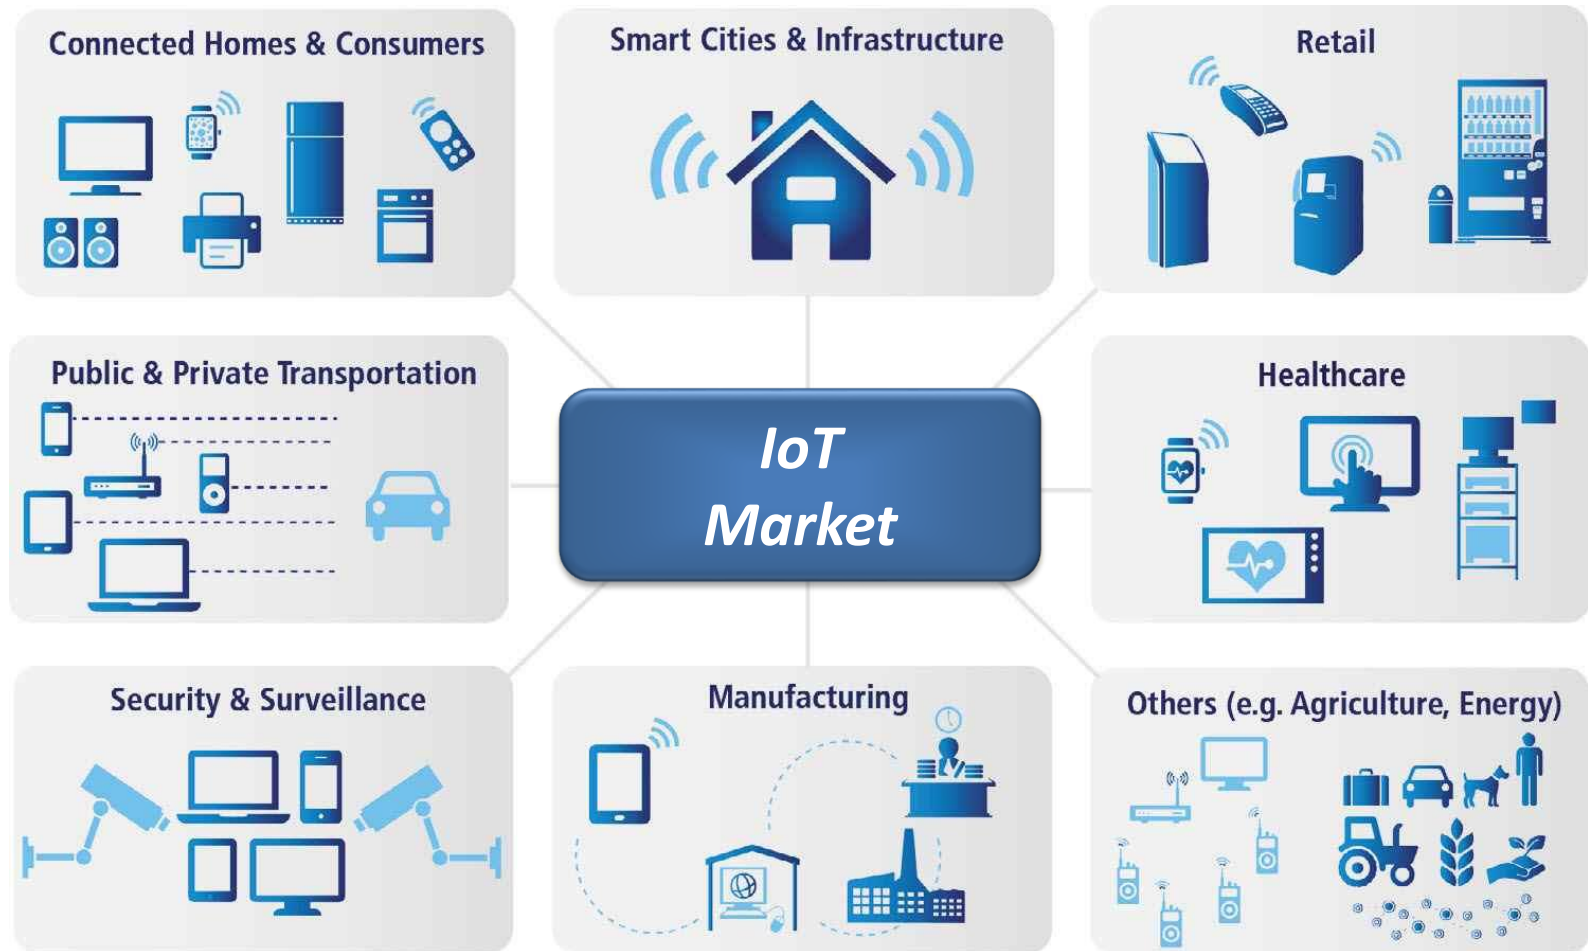 Connected Homes & Consumers
Smart Cities & Infrastructure
Retail
Public & Private Transportation
IoT
Market
Healthcare
Security & Surveillance
Manufacturing
Others (e.g. Agriculture, Energy)